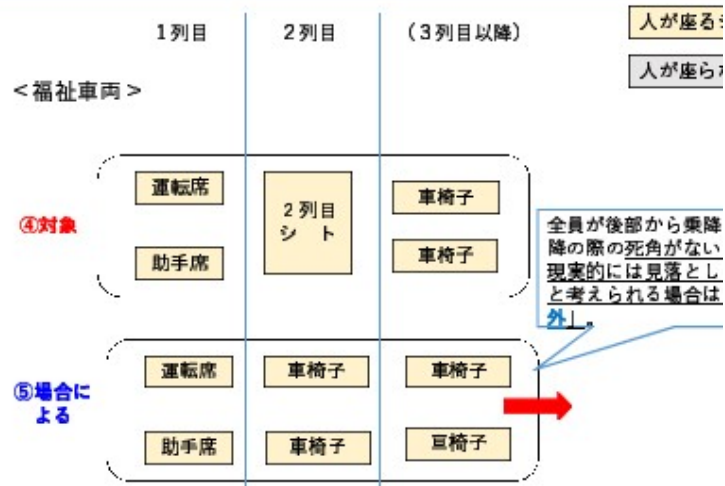 1列目 2列目 (3列目以降)
人が座る
人が座ら
<福祉車両>
運転席
2列目
シ ト
車椅子
④対象
助手席
車椅子
全員が後部から乗降
降の際の死角がない
現実的には見落とし
と考えられる場合は
外」。
運転席 車椅子 車椅子
⑤場合に
よる
助手席 車椅子 亘椅子